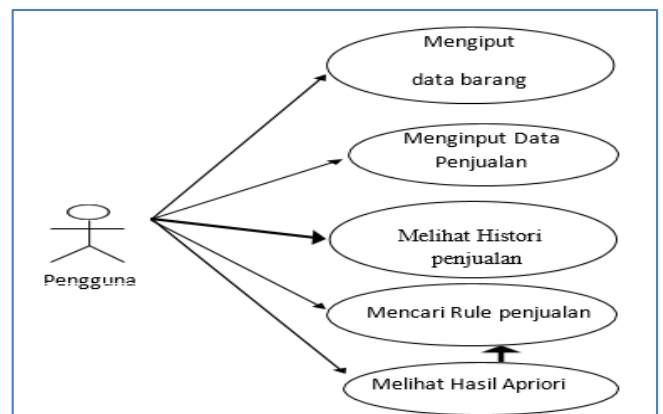 Mengiput
data barang
Menginput Data
Penjualan
Melihat Histori
penjualan
Pengguna
Mencari Rule penjualan
Melihat Hasil Apriori